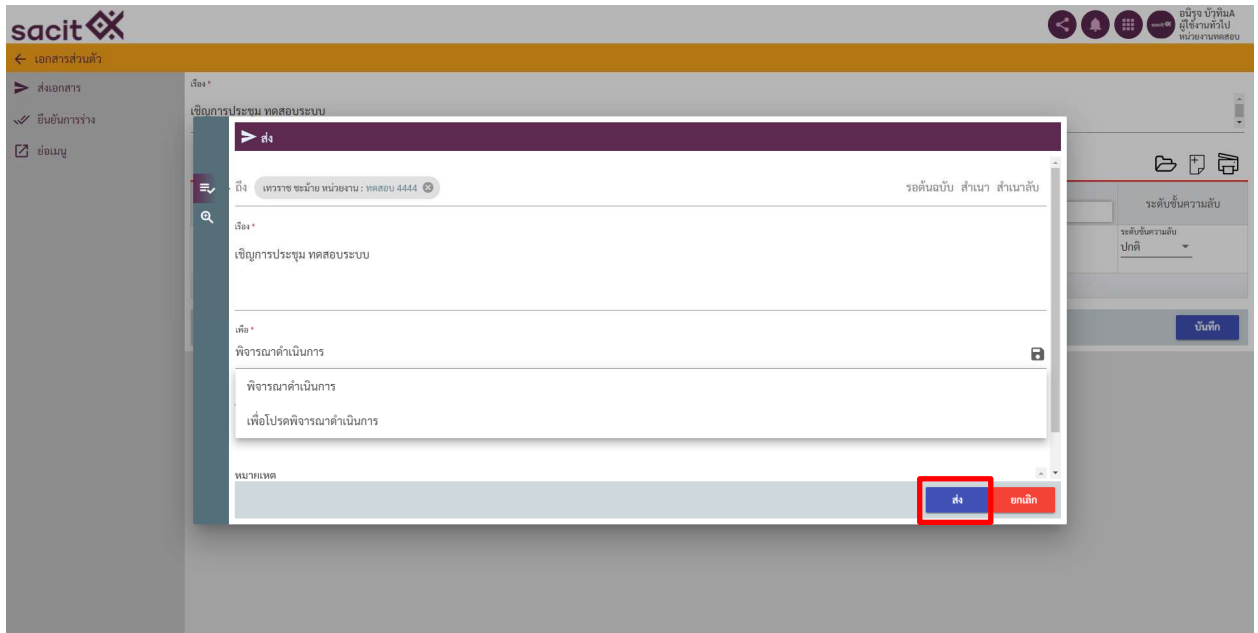 sacit
อนิรุจ บัวทิมA
ผู้ใช้งานทั่วไป
หน่วยงานทดสอบ
เอกสารส่วนตัว
ส่งเอกสาร
ยืนยันการร่าง
ย่อเมนู
เรื่อง *
เชิญการประชุม ทดสอบระบบ
ส่ง
ถึง เทวราช ชะม้าย หน่วยงาน : ทดสอบ 4444
รอต้นฉบับ สำเนา สำเนาลับ
เรื่อง *
เชิญการประชุม ทดสอบระบบ
เพื่อ *
พิจารณาดำเนินการ
พิจารณาดำเนินการ
เพื่อโปรดพิจารณาดำเนินการ
หมายเหตุ
ส่ง ยกเลิก
ระดับชั้นความลับ
ระดับชั้นความลับ
ปกติ
บันทึก